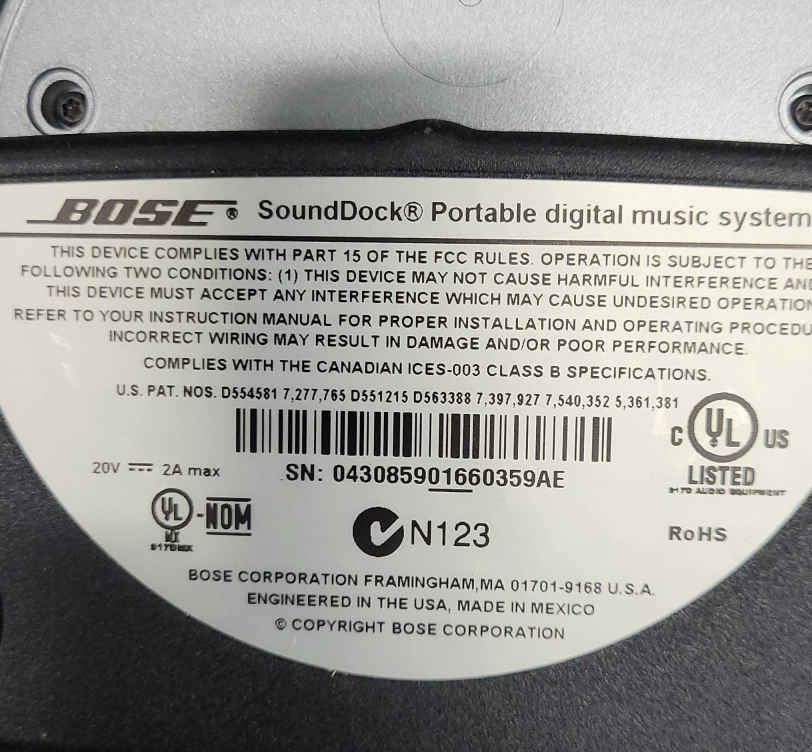 BOSE® SoundDock® Portable digital music system
THIS DEVICE COMPLIES WITH PART 15 OF THE FCC RULES. OPERATION IS SUBJECT TO THE
FOLLOWING TWO CONDITIONS: (1) THIS DEVICE MAY NOT CAUSE HARMFUL INTERFERENCE AND
THIS DEVICE MUST ACCEPT ANY INTERFERENCE WHICH MAY CAUSE UNDESIRED OPERATION
REFER TO YOUR INSTRUCTION MANUAL FOR PROPER INSTALLATION AND OPERATING PROCEDU
INCORRECT WIRING MAY RESULT IN DAMAGE AND/OR POOR PERFORMANCE.
COMPLIES WITH THE CANADIAN ICES-003 CLASS B SPECIFICATIONS.
U.S. PAT. NOS. D554581 7,277,765 D551215 D563388 7,397,927 7,540,352 5,361,381
C UL US
LISTED
9170 AUDIO EQUIPMENT
20V ⎓ 2A max
SN: 043085901660359AE
UL-NOM
MX
9170MX
N123
RoHS
BOSE CORPORATION FRAMINGHAM,MA 01701-9168 U.S.A.
ENGINEERED IN THE USA, MADE IN MEXICO
© COPYRIGHT BOSE CORPORATION